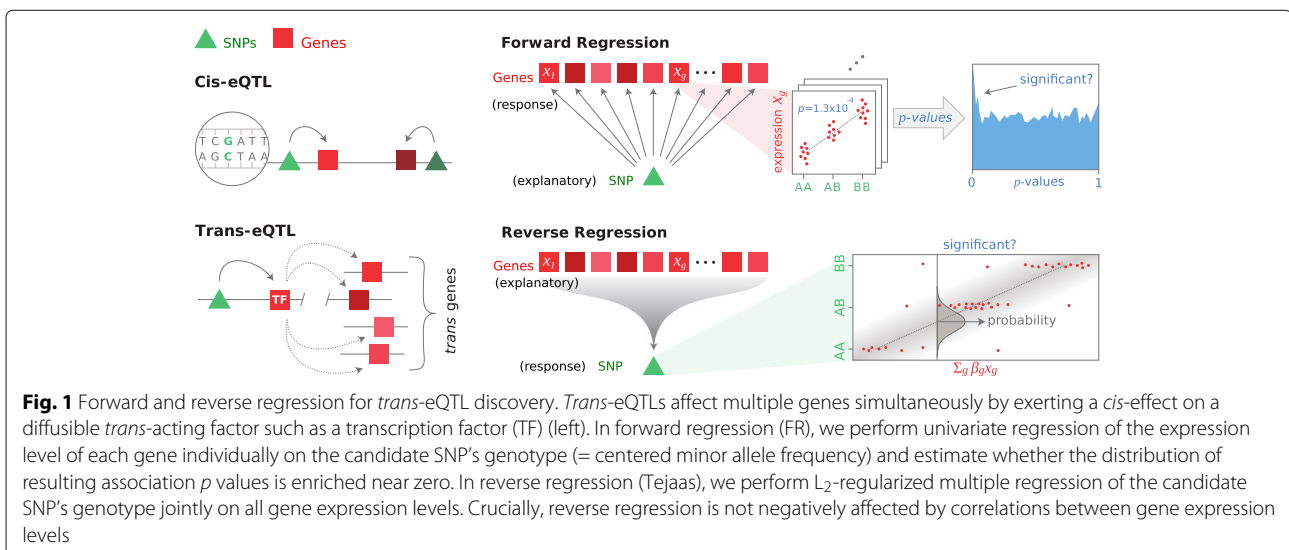 SNPs Genes
Cis-eQTL
T C G A T T
A G C T A A
Trans-eQTL
TF
trans genes
Forward Regression
Genes x₁ x_g ...
(response)
(explanatory) SNP
expression X_g
p=1.3x10⁻⁴
AA AB BB
p-values
significant?
0 p-values 1
Reverse Regression
Genes x₁ x_g ...
(explanatory)
(response) SNP
significant?
BB
AB
AA
probability
Σ_g β_g x_g
Fig. 1 Forward and reverse regression for trans-eQTL discovery. Trans-eQTLs affect multiple genes simultaneously by exerting a cis-effect on a
diffusible trans-acting factor such as a transcription factor (TF) (left). In forward regression (FR), we perform univariate regression of the expression
level of each gene individually on the candidate SNP's genotype (= centered minor allele frequency) and estimate whether the distribution of
resulting association p values is enriched near zero. In reverse regression (Tejaas), we perform L₂-regularized multiple regression of the candidate
SNP's genotype jointly on all gene expression levels. Crucially, reverse regression is not negatively affected by correlations between gene expression
levels